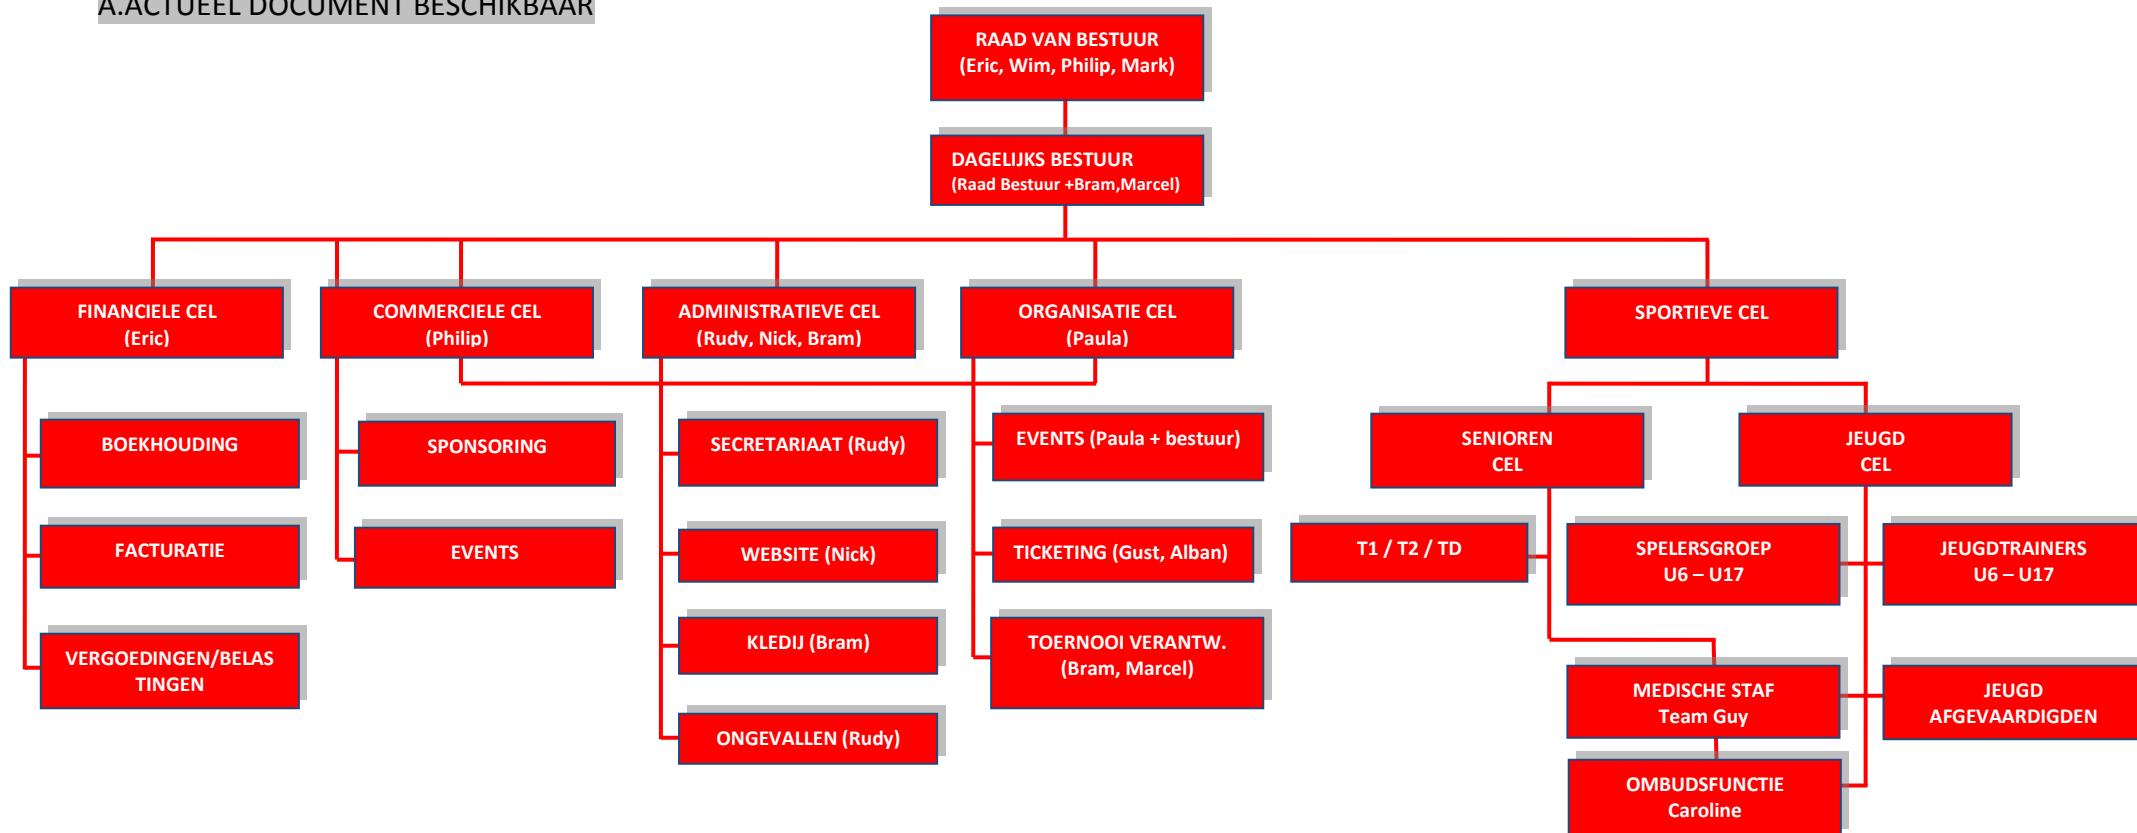 A.ACTUEEL DOCUMENT BESCHIKBAAR
RAAD VAN BESTUUR
(Eric, Wim, Philip, Mark)
DAGELIJKS BESTUUR
(Raad Bestuur +Bram,Marcel)
FINANCIELE CEL
(Eric)
COMMERCIELE CEL
(Philip)
ADMINISTRATIEVE CEL
(Rudy, Nick, Bram)
ORGANISATIE CEL
(Paula)
SPORTIEVE CEL
BOEKHOUDING
FACTURATIE
VERGOEDINGEN/BELAS
TINGEN
SPONSORING
EVENTS
SECRETARIAAT (Rudy)
WEBSITE (Nick)
KLEDIJ (Bram)
ONGEVALLEN (Rudy)
EVENTS (Paula + bestuur)
TICKETING (Gust, Alban)
TOERNOOI VERANTW.
(Bram, Marcel)
SENIOREN
CEL
JEUGD
CEL
T1 / T2 / TD
SPELERSGROEP
U6 – U17
JEUGDTRAINERS
U6 – U17
MEDISCHE STAF
Team Guy
JEUGD
AFGEVAARDIGDEN
OMBUDSFUNCTIE
Caroline